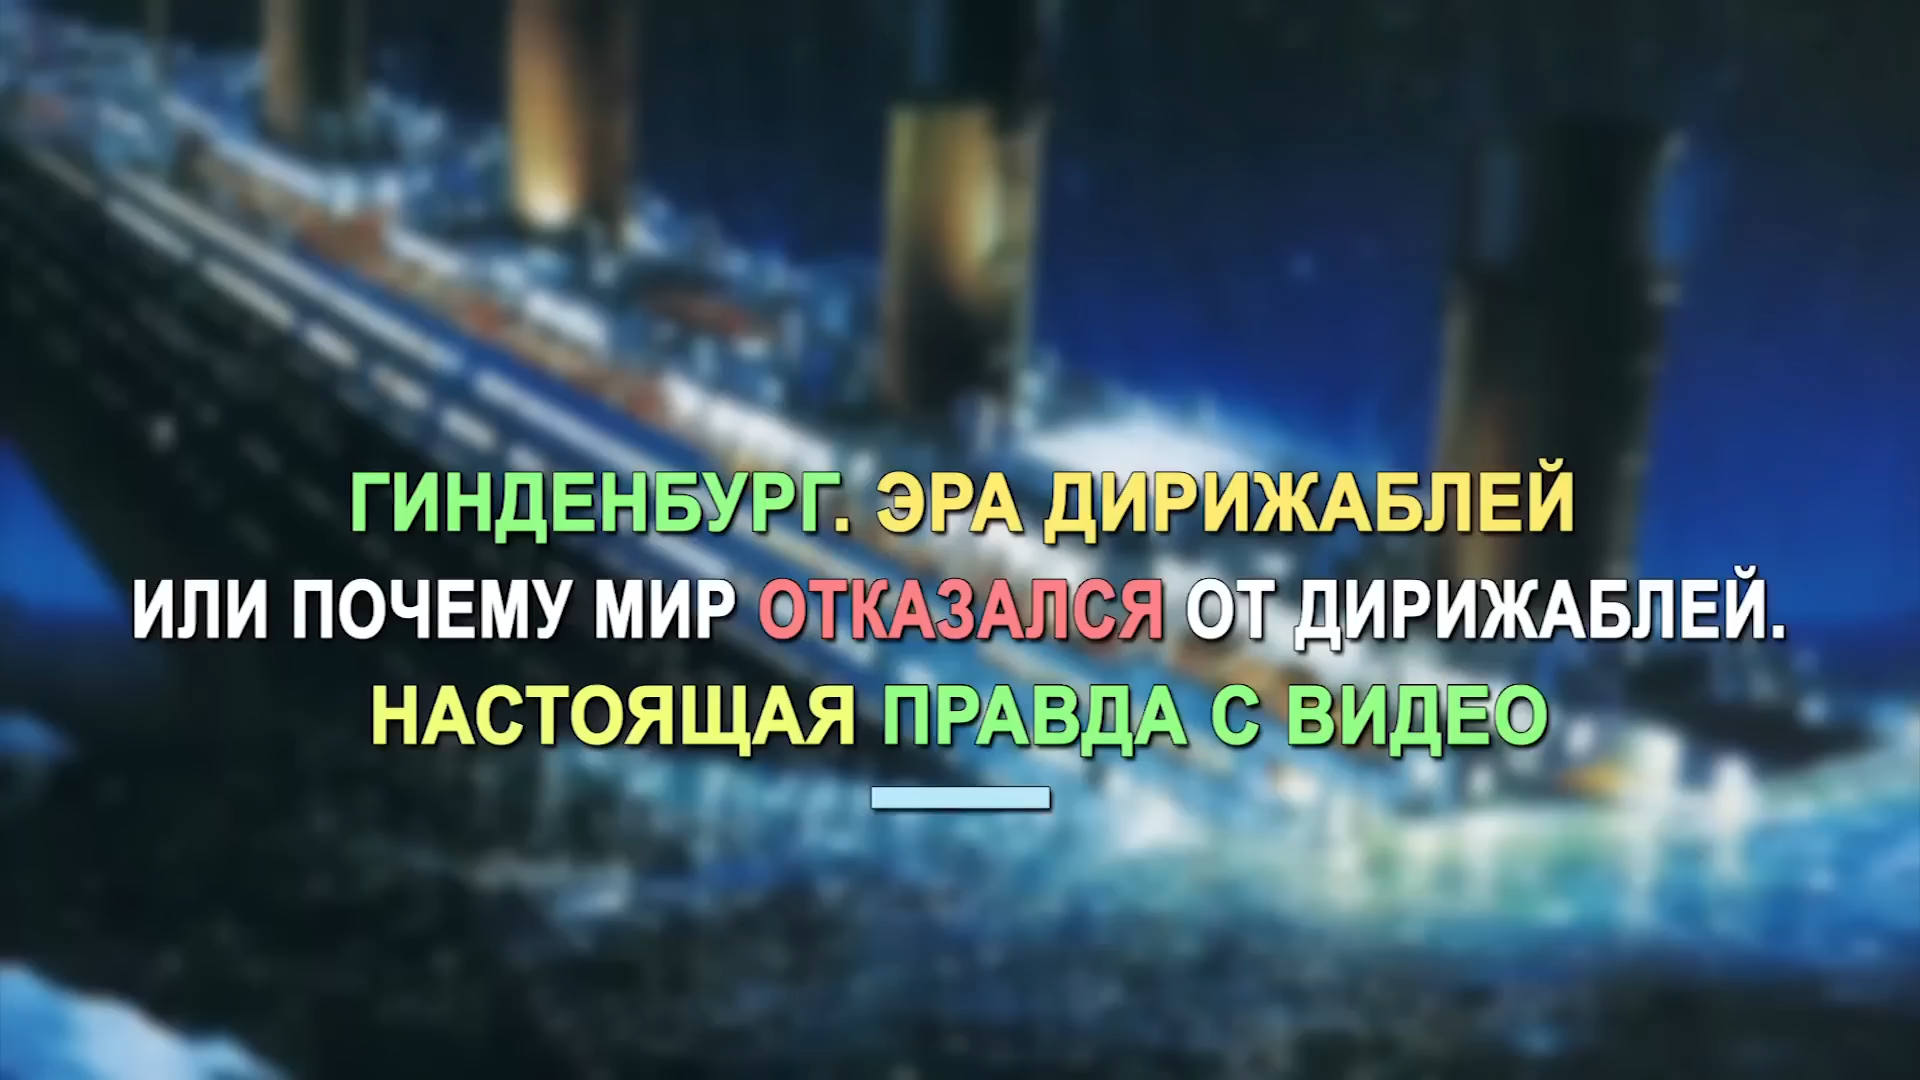 ГИНДЕНБУРГ. ЭРА ДИРИЖАБЛЕЙ
ИЛИ ПОЧЕМУ МИР ОТКАЗАЛСЯ ОТ ДИРИЖАБЛЕЙ.
НАСТОЯЩАЯ ПРАВДА С ВИДЕО